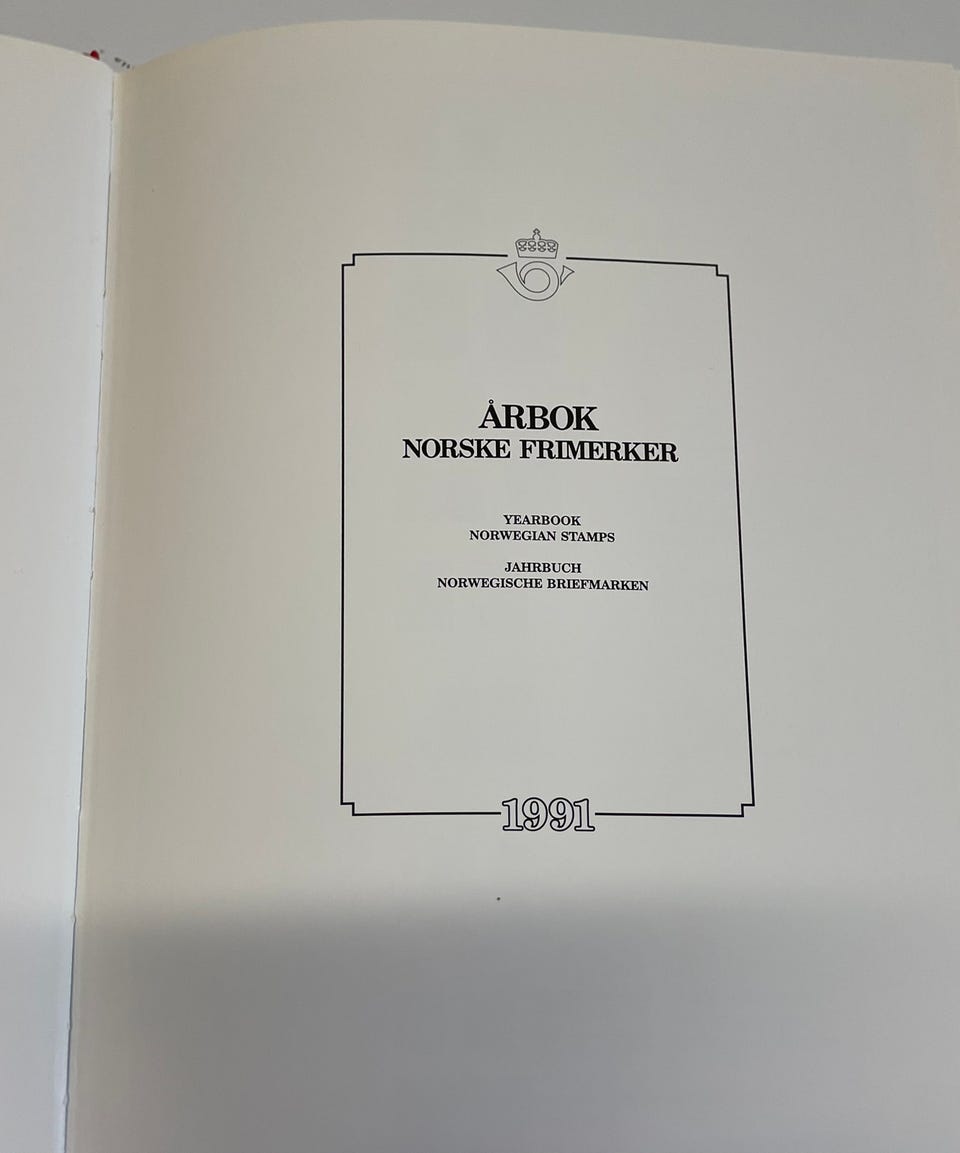 ÅRBOK
NORSKE FRIMERKER
YEARBOOK
NORWEGIAN STAMPS
JAHRBUCH
NORWEGISCHE BRIEFMARKEN
1991